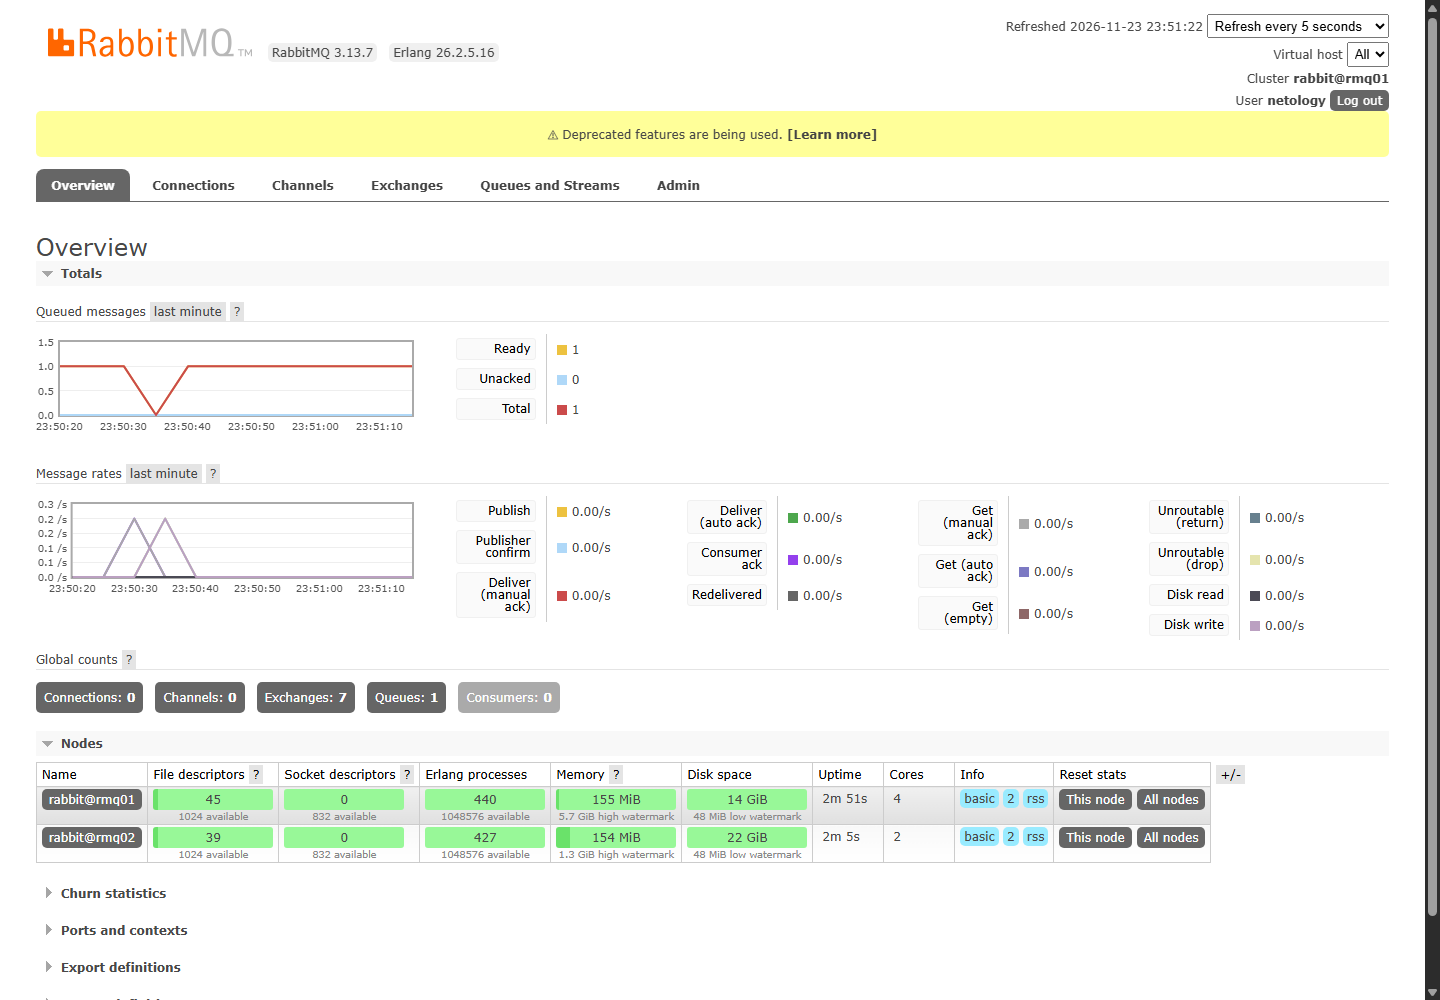 RabbitMQ TM RabbitMQ 3.13.7 Erlang 26.2.5.16
Refreshed 2026-11-23 23:51:22 Refresh every 5 seconds
Virtual host All
Cluster rabbit@rmq01
User netology Log out
⚠ Deprecated features are being used. [Learn more]
Overview Connections Channels Exchanges Queues and Streams Admin
Overview
Totals
Queued messages last minute ?
1.5
1.0
0.5
0.0
23:50:20 23:50:30 23:50:40 23:50:50 23:51:00 23:51:10
Ready 1
Unacked 0
Total 1
Message rates last minute ?
0.3 /s
0.2 /s
0.2 /s
0.1 /s
0.1 /s
0.0 /s
23:50:20 23:50:30 23:50:40 23:50:50 23:51:00 23:51:10
Publish 0.00/s
Publisher confirm 0.00/s
Deliver (manual ack) 0.00/s
Deliver (auto ack) 0.00/s
Consumer ack 0.00/s
Redelivered 0.00/s
Get (manual ack) 0.00/s
Get (auto ack) 0.00/s
Get (empty) 0.00/s
Unroutable (return) 0.00/s
Unroutable (drop) 0.00/s
Disk read 0.00/s
Disk write 0.00/s
Global counts ?
Connections: 0 Channels: 0 Exchanges: 7 Queues: 1 Consumers: 0
Nodes
Name File descriptors ? Socket descriptors ? Erlang processes Memory ? Disk space Uptime Cores Info Reset stats +/-
rabbit@rmq01 45 0 440 155 MiB 14 GiB 2m 51s 4 basic 2 rss This node All nodes
1024 available 832 available 1048576 available 5.7 GiB high watermark 48 MiB low watermark
rabbit@rmq02 39 0 427 154 MiB 22 GiB 2m 5s 2 basic 2 rss This node All nodes
1024 available 832 available 1048576 available 1.3 GiB high watermark 48 MiB low watermark
Churn statistics
Ports and contexts
Export definitions